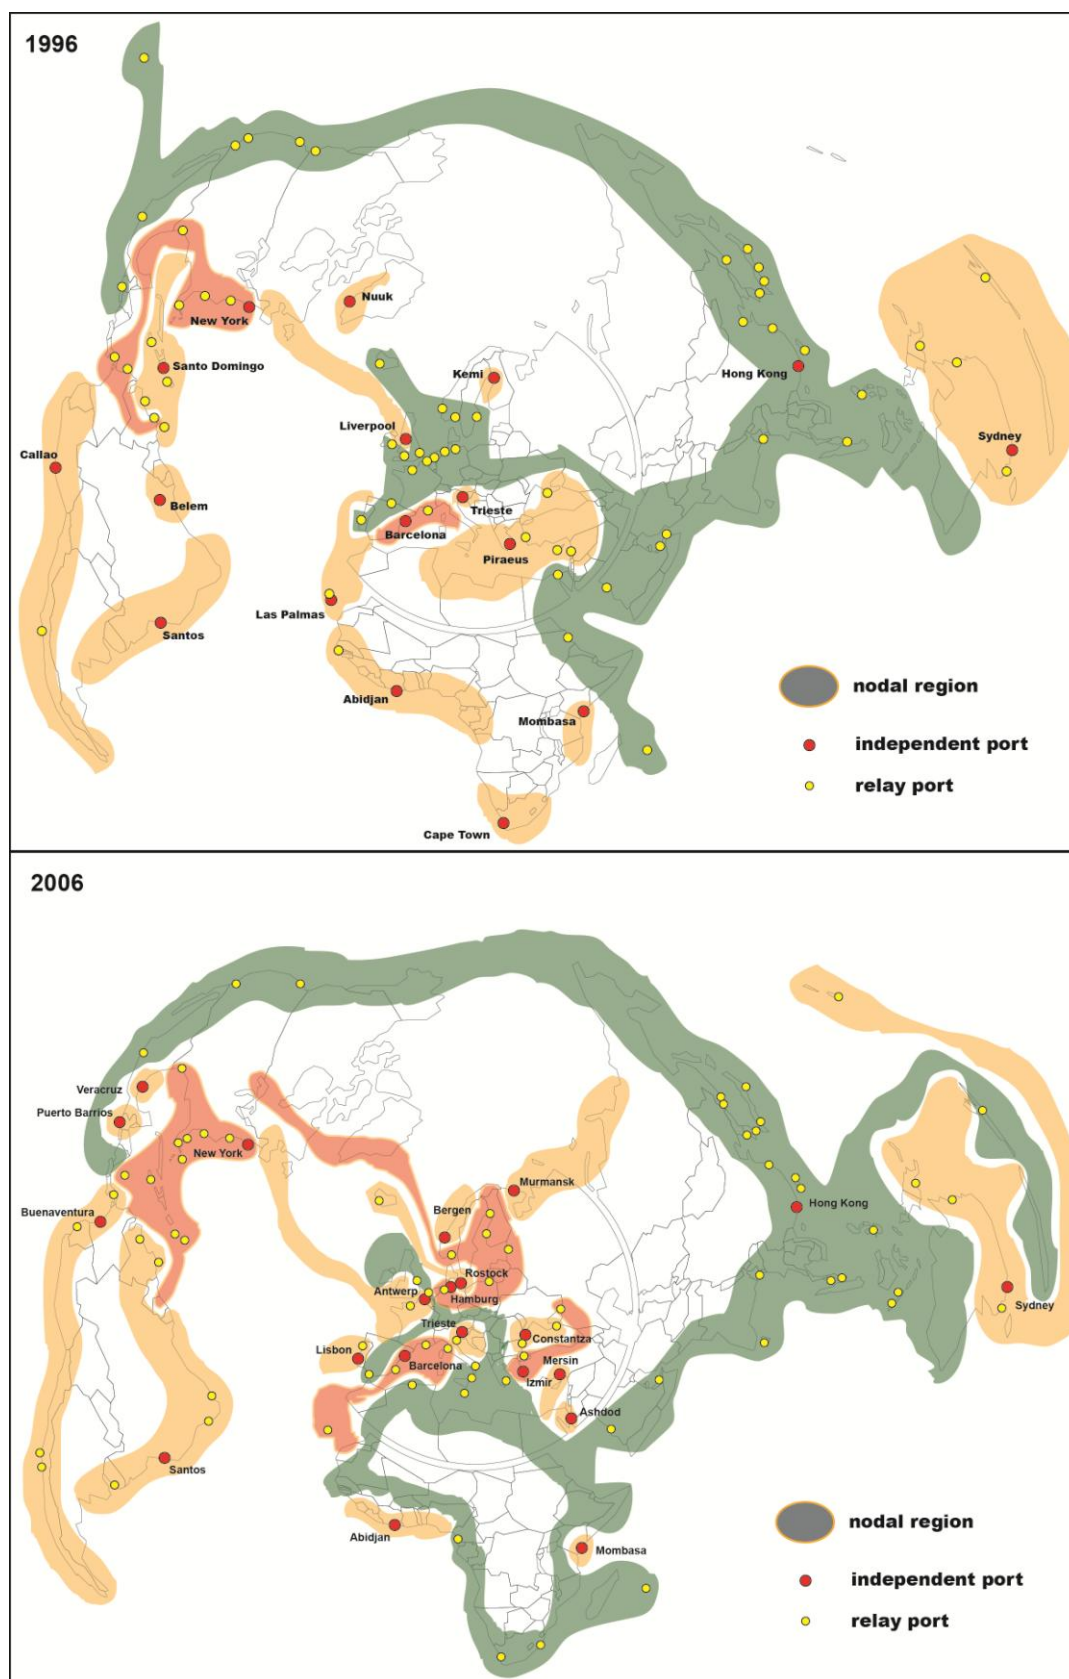 1996
Nuuk
New York
Santo Domingo
Kemi
Hong Kong
Liverpool
Callao
Sydney
Belem
Trieste
Barcelona
Piraeus
Las Palmas
Santos
nodal region
Abidjan
Mombasa
independent port
relay port
Cape Town
2006
Veracruz
Puerto Barrios
New York
Murmansk
Buenaventura
Bergen
Hong Kong
Rostock
Antwerp
Hamburg
Sydney
Trieste
Constantza
Lisbon
Barcelona
Mersin
Izmir
Ashdod
Santos
nodal region
Abidjan
Mombasa
independent port
relay port